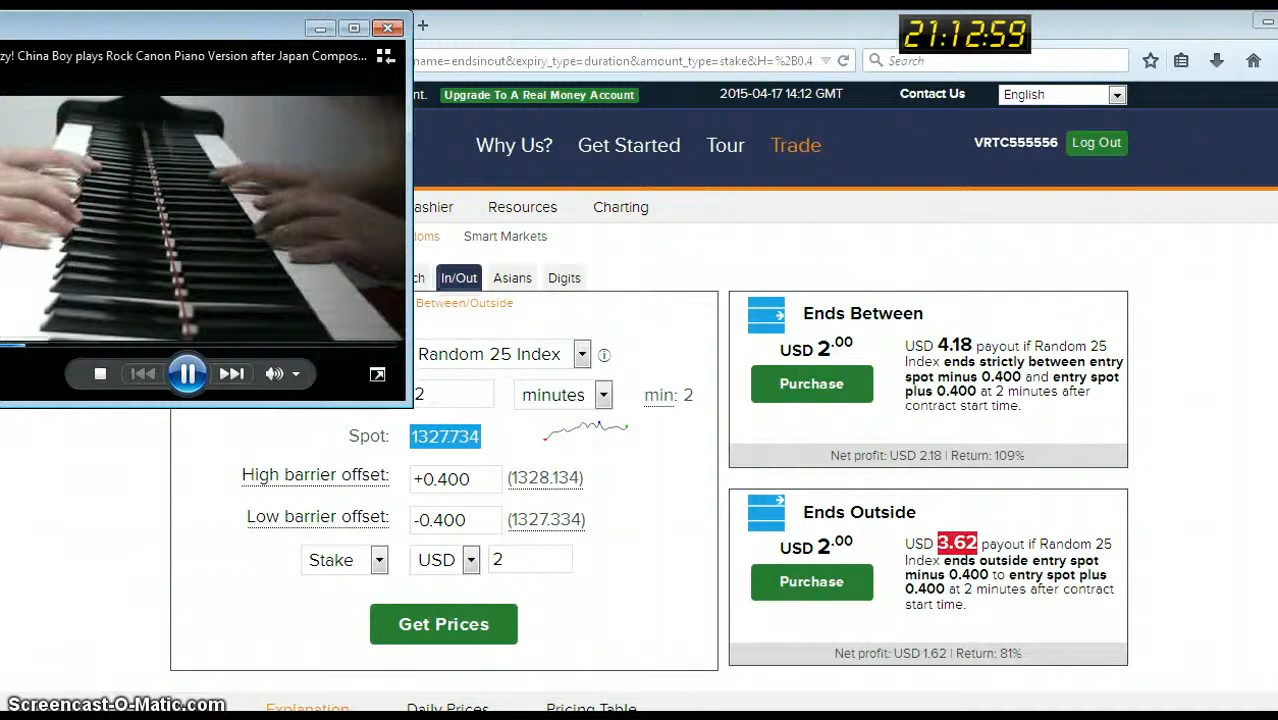 21:12:59
zy! China Boy plays Rock Canon Piano Version after Japan Compos...
name=endsinout&expiry_type=duration&amount_type=stake&H=%2B0.4
Search
nt.
Upgrade To A Real Money Account
2015-04-17 14:12 GMT
Contact Us
English
Why Us?
Get Started
Tour
Trade
VRTC555556
Log Out
ashier
Resources
Charting
doms
Smart Markets
ch
In/Out
Asians
Digits
Between/Outside
Random 25 Index
2
minutes
min: 2
Spot:
1327.734
High barrier offset:
+0.400
(1328.134)
Low barrier offset:
-0.400
(1327.334)
Stake
USD
2
Get Prices
Ends Between
USD 2.00
Purchase
USD 4.18 payout if Random 25
Index ends strictly between entry
spot minus 0.400 and entry spot
plus 0.400 at 2 minutes after
contract start time.
Net profit: USD 2.18 | Return: 109%
Ends Outside
USD 2.00
Purchase
USD 3.62 payout if Random 25
Index ends outside entry spot
minus 0.400 to entry spot plus
0.400 at 2 minutes after contract
start time.
Net profit: USD 1.62 | Return: 81%
Explanation
Daily Prices
Pricing Table
Screencast-O-Matic.com